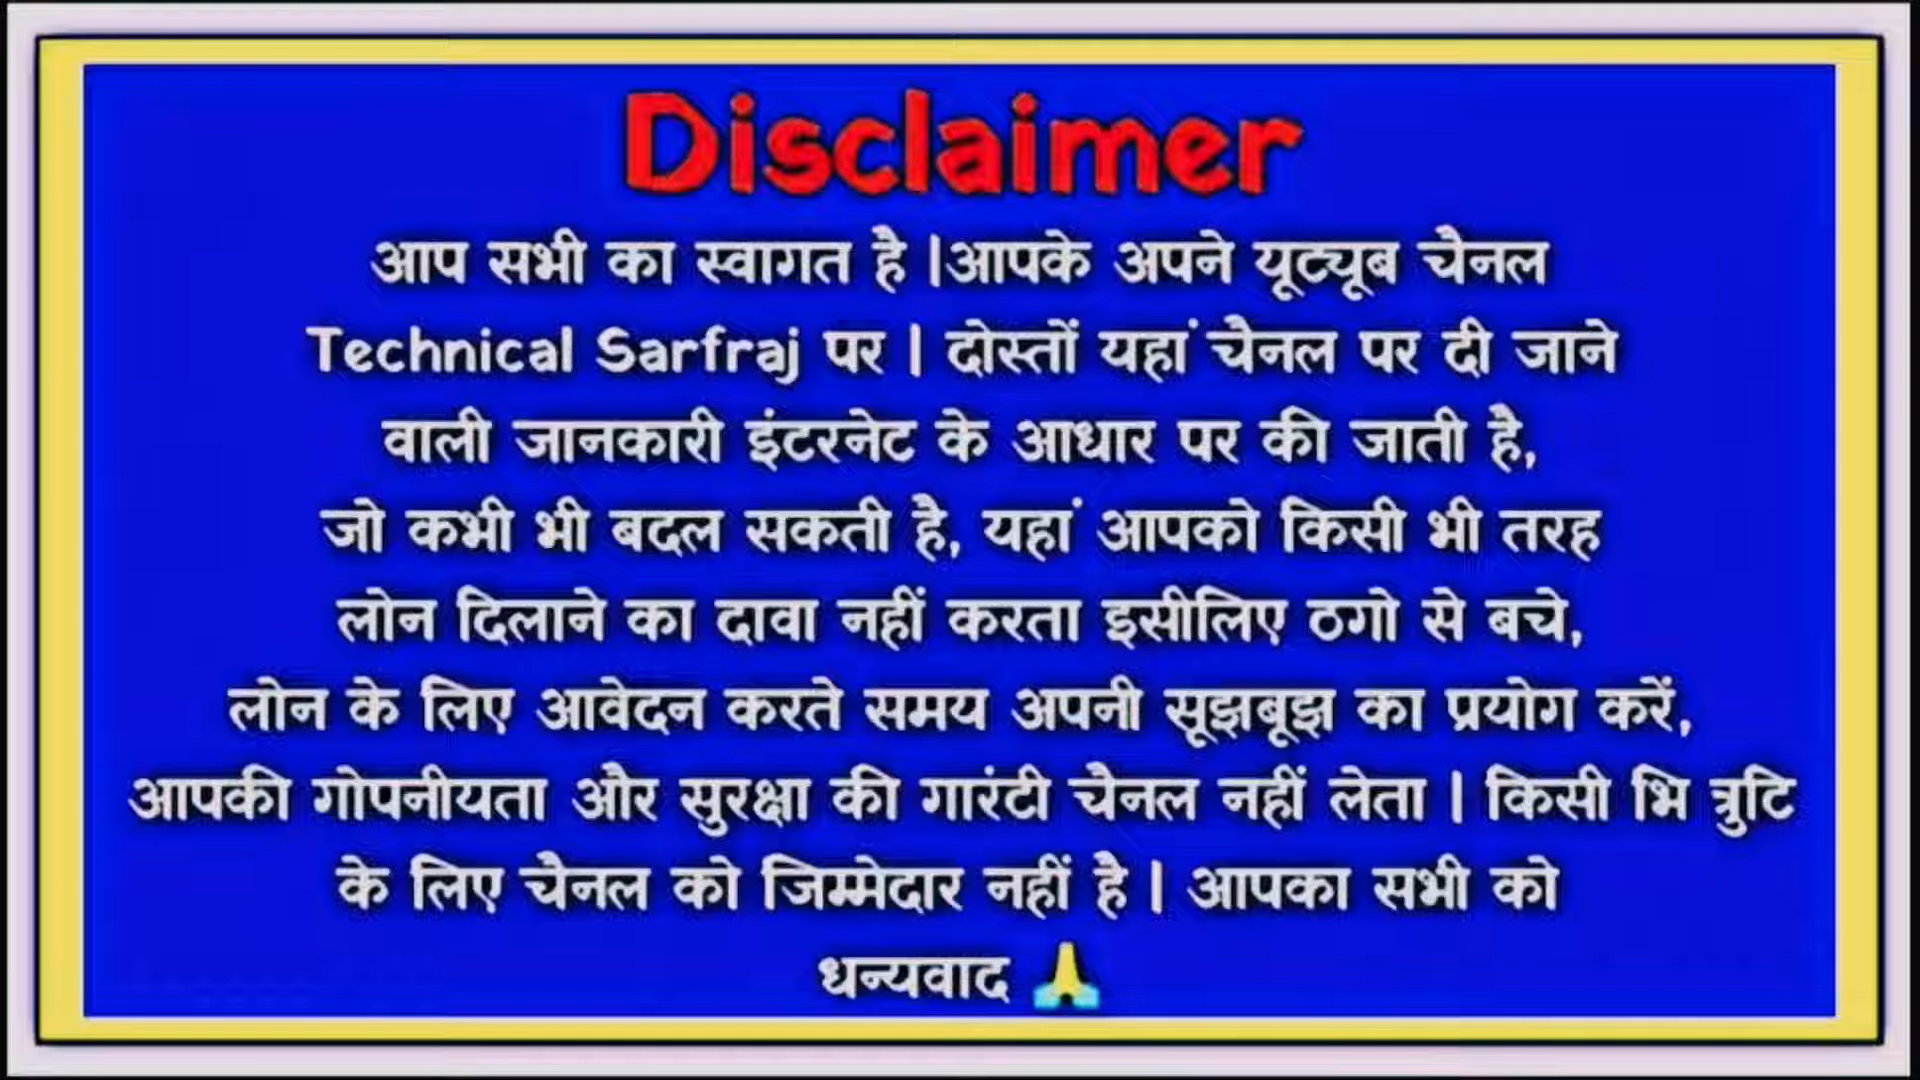 Disclaimer
आप सभी का स्वागत है |आपके अपने यूट्यूब चैनल
Technical Sarfraj पर | दोस्तों यहां चैनल पर दी जाने
वाली जानकारी इंटरनेट के आधार पर की जाती है,
जो कभी भी बदल सकती है, यहां आपको किसी भी तरह
लोन दिलाने का दावा नहीं करता इसीलिए ठगो से बचे,
लोन के लिए आवेदन करते समय अपनी सूझबूझ का प्रयोग करें,
आपकी गोपनीयता और सुरक्षा की गारंटी चैनल नहीं लेता | किसी भि त्रुटि
के लिए चैनल को जिम्मेदार नहीं है | आपका सभी को
धन्यवाद 🙏